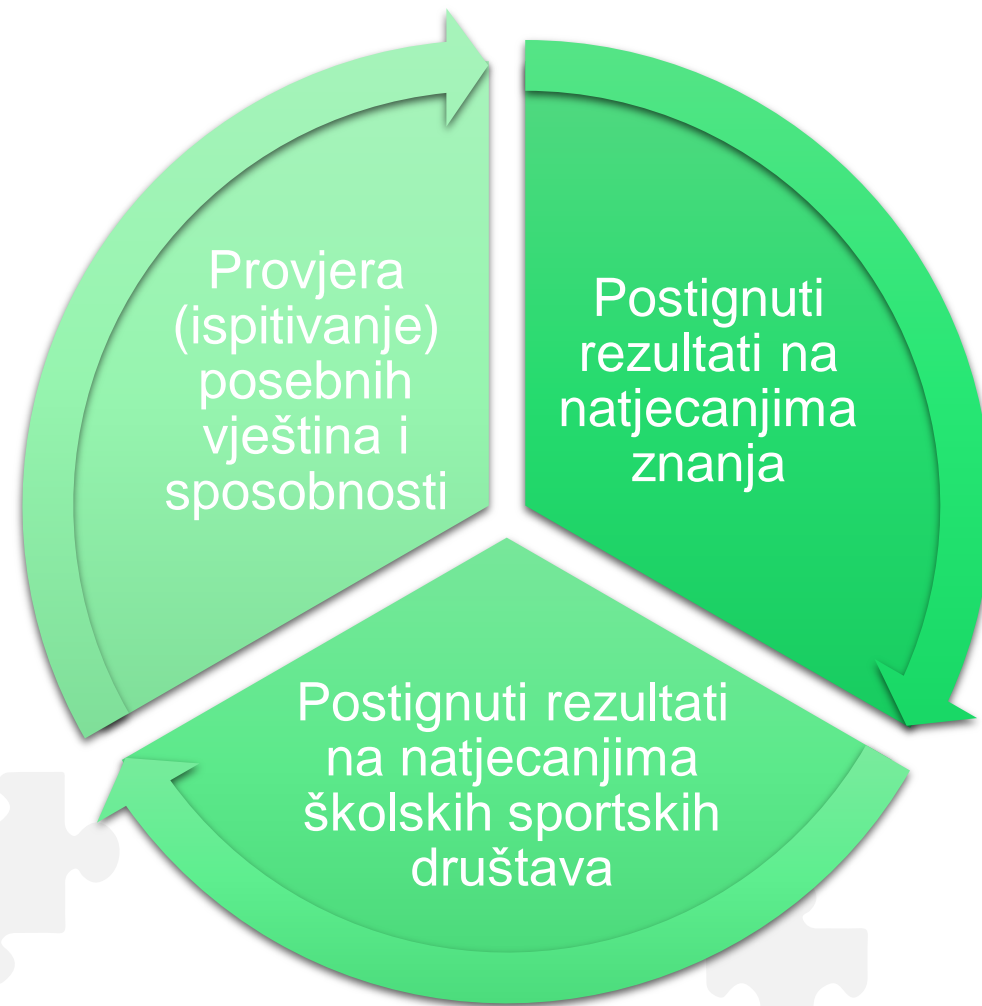 Provjera
(ispitivanje)
posebnih
vještina i
sposobnosti
Postignuti
rezultati na
natjecanjima
znanja
Postignuti rezultati
na natjecanjima
školskih sportskih
društava